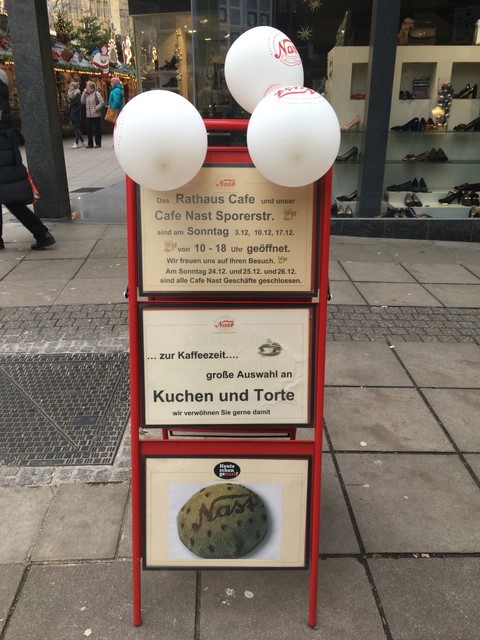 Nast
Nast
Nast
Das Rathaus Cafe und unser
Cafe Nast Sporerstr.
sind am Sonntag 3.12, 10.12, 17.12.
von 10 - 18 Uhr geöffnet.
Wir freuen uns auf Ihren Besuch.
Am Sonntag 24.12. und 25.12. und 26.12.
sind alle Cafe Nast Geschäfte geschlossen.
Nast
... zur Kaffeezeit....
große Auswahl an
Kuchen und Torte
wir verwöhnen Sie gerne damit
Heute
schon
genast?
Nast